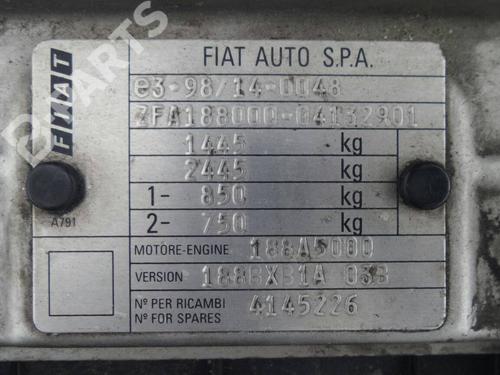 FIAT
FIAT AUTO S.P.A.
e3-98/14-0048
ZFA188000-04132901
1445 kg
2445 kg
1- 850 kg
2- 750 kg
A791
MOTORE-ENGINE 188A5000
VERSION 188BXB1A 03B
Nº PER RICAMBI
Nº FOR SPARES 4145226